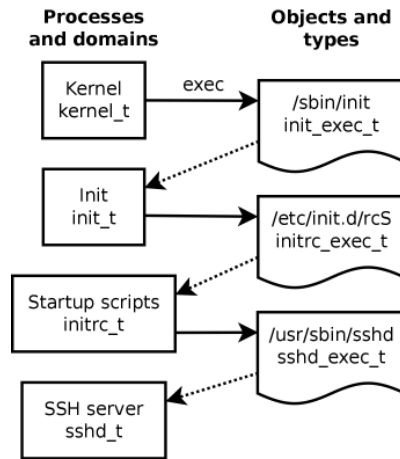 Processes
and domains
Objects and
types
Kernel
kernel_t
exec
/sbin/init
init_exec_t
Init
init_t
/etc/init.d/rcS
initrc_exec_t
Startup scripts
initrc_t
/usr/sbin/sshd
sshd_exec_t
SSH server
sshd_t